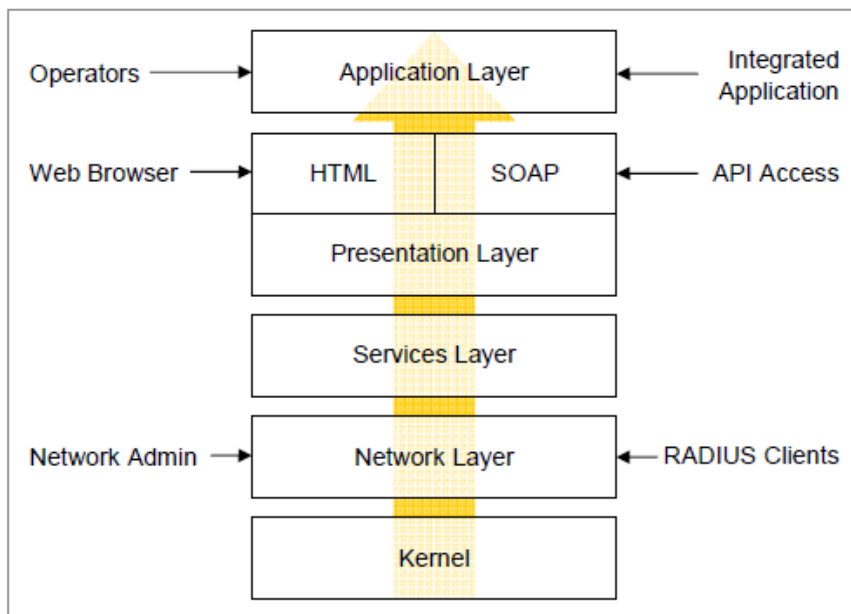 Operators
Application Layer
Integrated
Application
Web Browser
HTML
SOAP
API Access
Presentation Layer
Services Layer
Network Admin
Network Layer
RADIUS Clients
Kernel